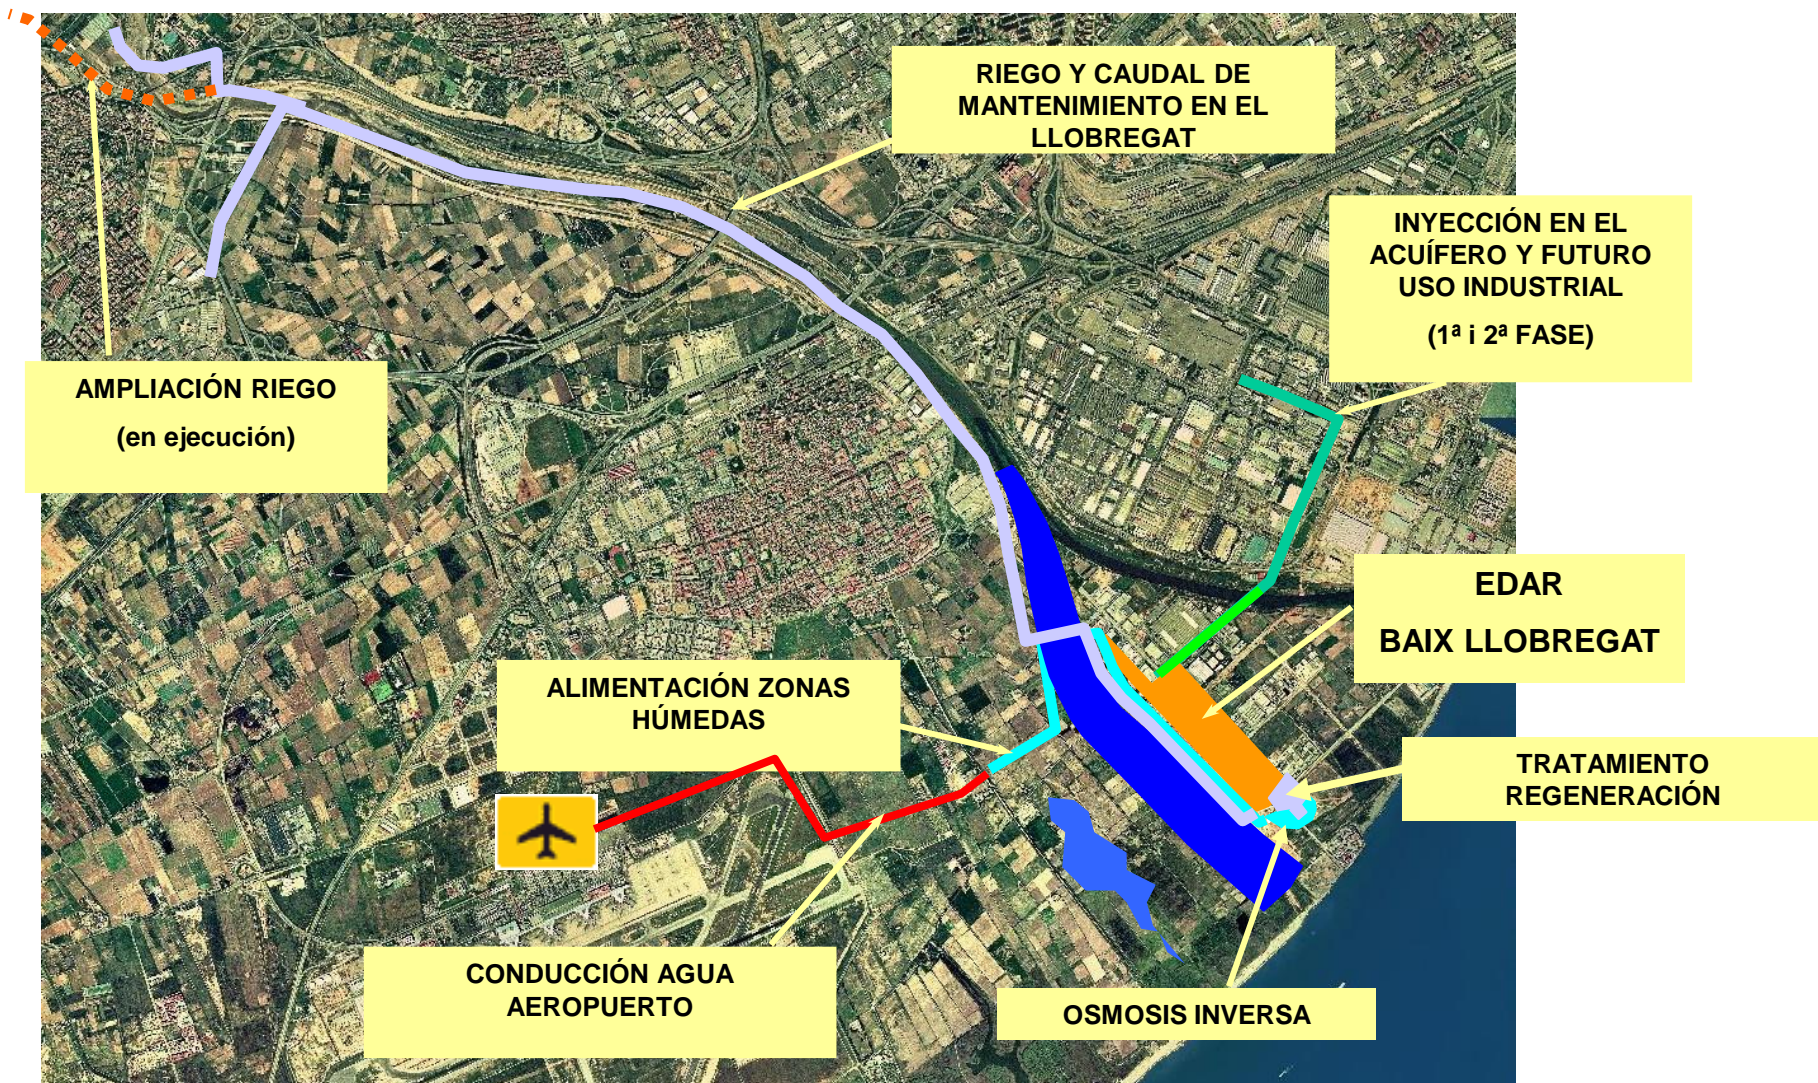 RIEGO Y CAUDAL DE
MANTENIMIENTO EN EL
LLOBREGAT
INYECCIÓN EN EL
ACUÍFERO Y FUTURO
USO INDUSTRIAL
(1ª i 2ª FASE)
AMPLIACIÓN RIEGO
(en ejecución)
EDAR
BAIX LLOBREGAT
ALIMENTACIÓN ZONAS
HÚMEDAS
TRATAMIENTO
REGENERACIÓN
CONDUCCIÓN AGUA
AEROPUERTO
OSMOSIS INVERSA